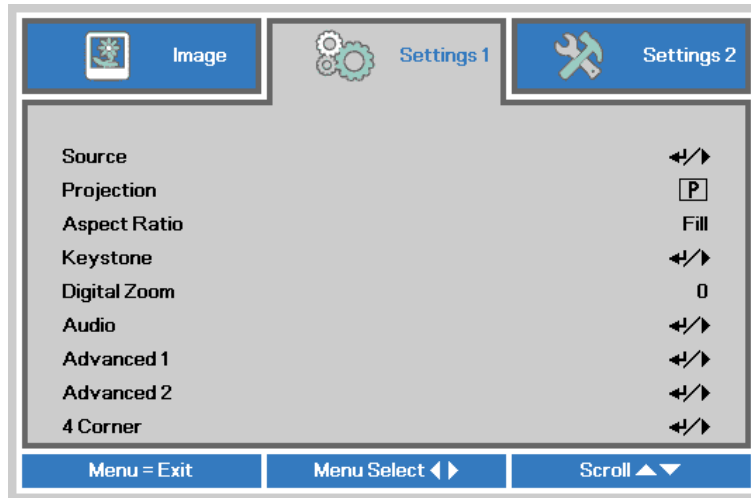 Image
Settings 1
Settings 2
Source ↵/▶
Projection P
Aspect Ratio Fill
Keystone ↵/▶
Digital Zoom 0
Audio ↵/▶
Advanced 1 ↵/▶
Advanced 2 ↵/▶
4 Corner ↵/▶
Menu = Exit
Menu Select ◀ ▶
Scroll ▲▼